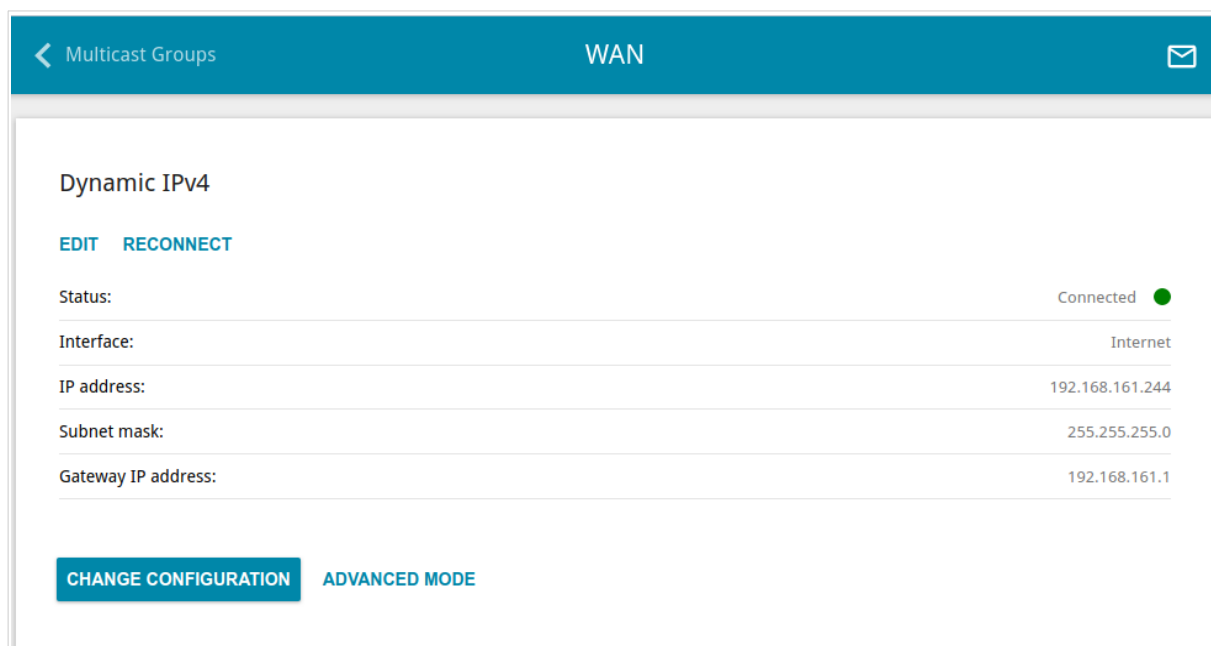 Multicast Groups
WAN
Dynamic IPv4
EDIT RECONNECT
Status: Connected
Interface: Internet
IP address: 192.168.161.244
Subnet mask: 255.255.255.0
Gateway IP address: 192.168.161.1
CHANGE CONFIGURATION ADVANCED MODE